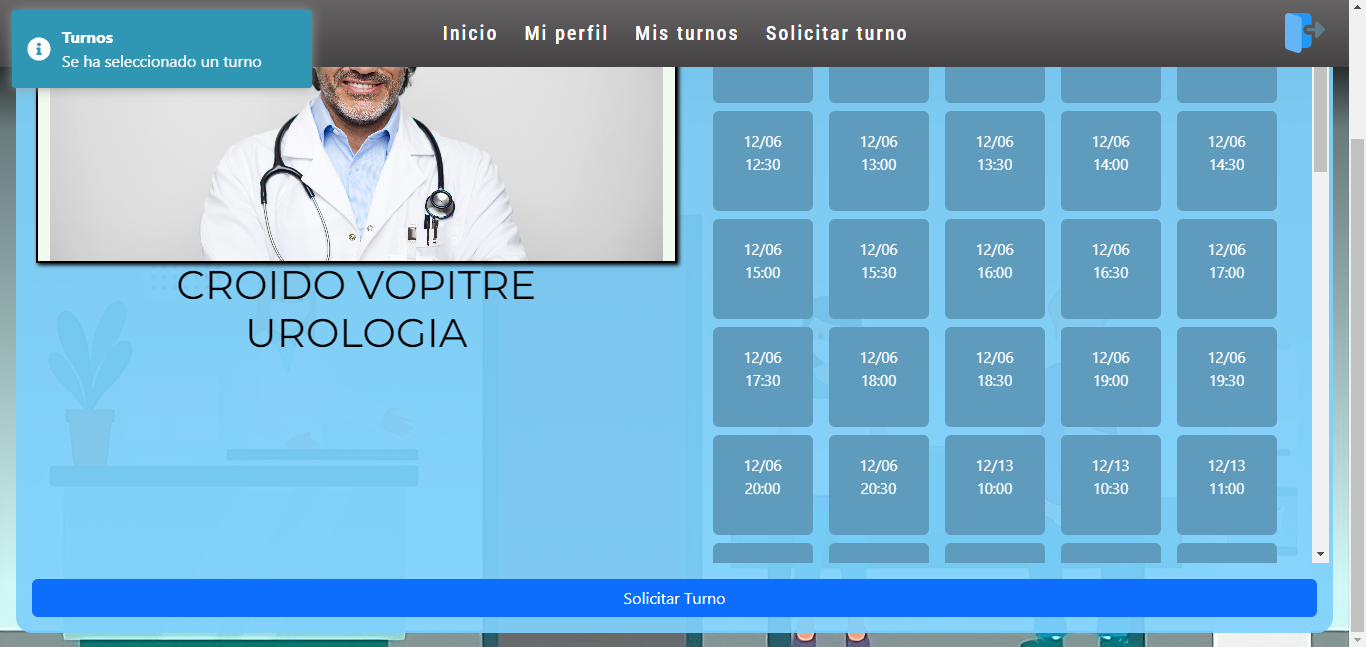 Turnos
Se ha seleccionado un turno
Inicio Mi perfil Mis turnos Solicitar turno
CROIDO VOPITRE
UROLOGIA
12/06 12/06 12/06 12/06 12/06
12:30 13:00 13:30 14:00 14:30
12/06 12/06 12/06 12/06 12/06
15:00 15:30 16:00 16:30 17:00
12/06 12/06 12/06 12/06 12/06
17:30 18:00 18:30 19:00 19:30
12/06 12/06 12/13 12/13 12/13
20:00 20:30 10:00 10:30 11:00
Solicitar Turno